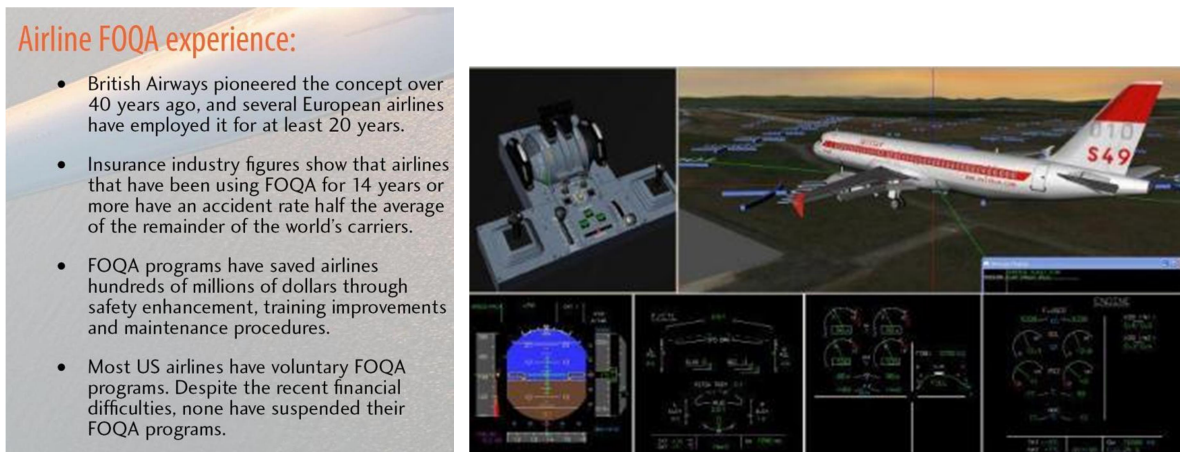 Airline FOQA experience:
• British Airways pioneered the concept over
40 years ago, and several European airlines
have employed it for at least 20 years.
• Insurance industry figures show that airlines
that have been using FOQA for 14 years or
more have an accident rate half the average
of the remainder of the world's carriers.
• FOQA programs have saved airlines
hundreds of millions of dollars through
safety enhancement, training improvements
and maintenance procedures.
• Most US airlines have voluntary FOQA
programs. Despite the recent financial
difficulties, none have suspended their
FOQA programs.
010
S49
ENGINE